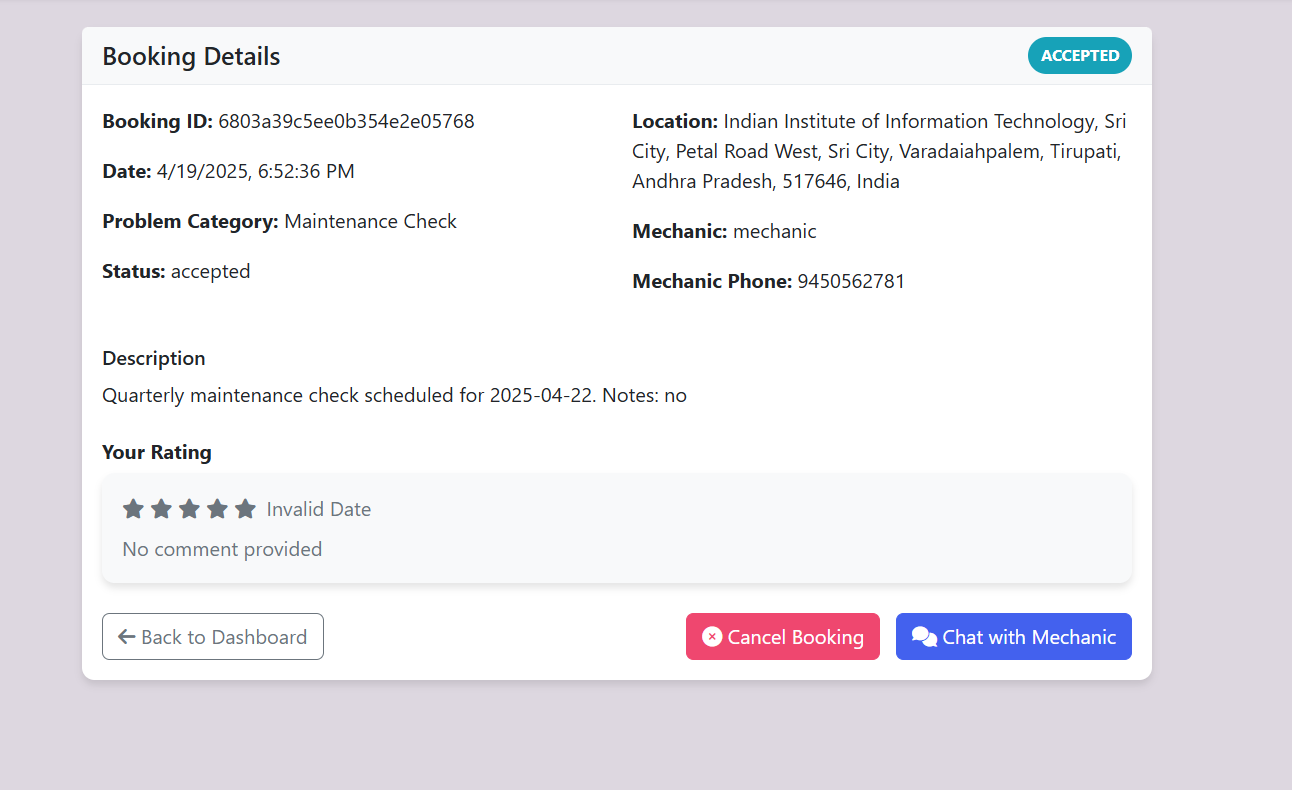 Booking Details
ACCEPTED
Booking ID: 6803a39c5ee0b354e2e05768
Date: 4/19/2025, 6:52:36 PM
Problem Category: Maintenance Check
Status: accepted
Location: Indian Institute of Information Technology, Sri
City, Petal Road West, Sri City, Varadaiahpalem, Tirupati,
Andhra Pradesh, 517646, India
Mechanic: mechanic
Mechanic Phone: 9450562781
Description
Quarterly maintenance check scheduled for 2025-04-22. Notes: no
Your Rating
Invalid Date
No comment provided
Back to Dashboard
Cancel Booking
Chat with Mechanic